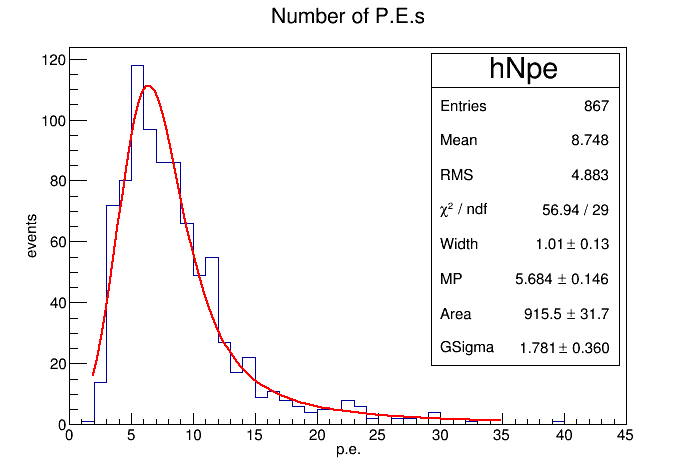 Number of P.E.s
hNpe
Entries 867
Mean 8.748
RMS 4.883
χ² / ndf 56.94 / 29
Width 1.01 ± 0.13
MP 5.684 ± 0.146
Area 915.5 ± 31.7
GSigma 1.781 ± 0.360
events
120
100
80
60
40
20
0
0 5 10 15 20 25 30 35 40 45
p.e.